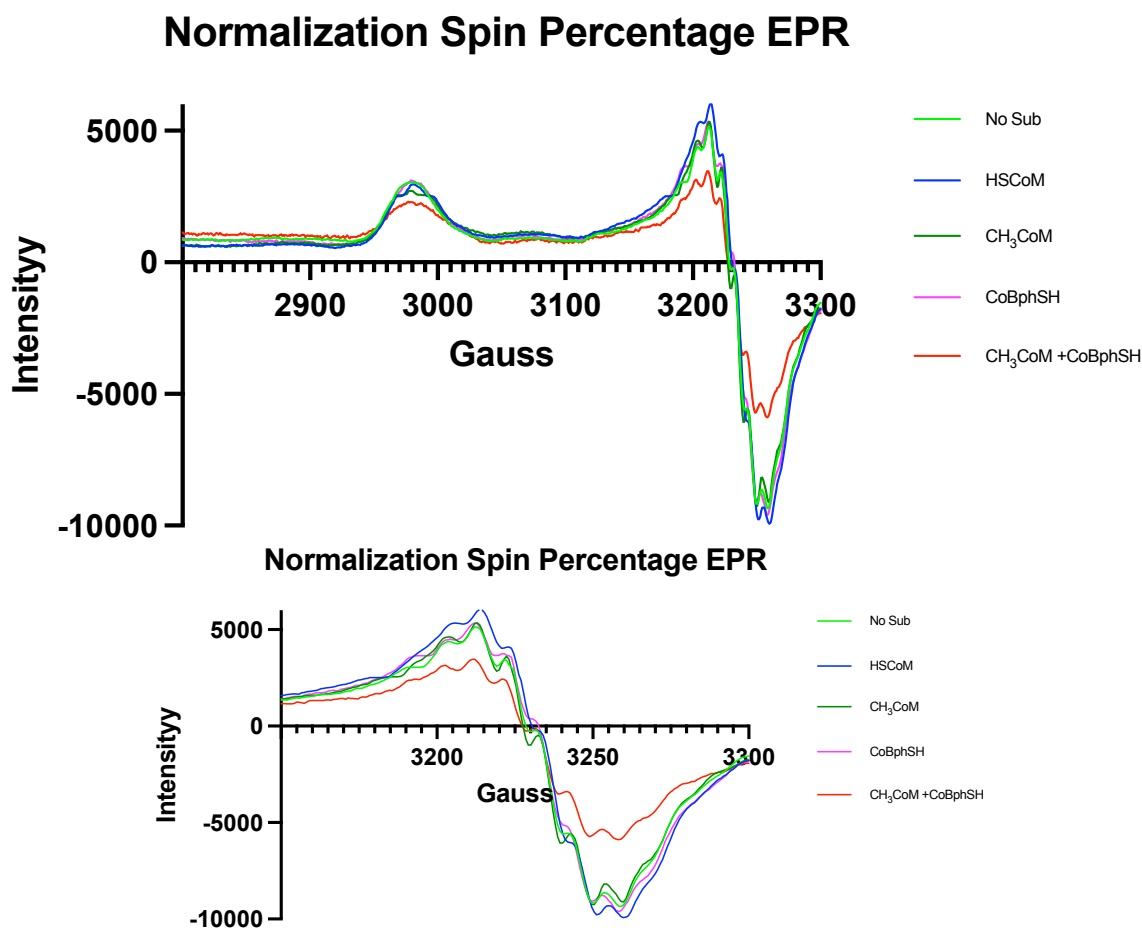 Normalization Spin Percentage EPR
5000
0
-5000
-10000
2900 3000 3100 3200 3300
Gauss
Intensityy
No Sub
HSCoM
CH₃CoM
CoBphSH
CH₃CoM +CoBphSH
Normalization Spin Percentage EPR
5000
0
-5000
-10000
3200 3250 3300
Gauss
Intensityy
No Sub
HSCoM
CH₃CoM
CoBphSH
CH₃CoM +CoBphSH